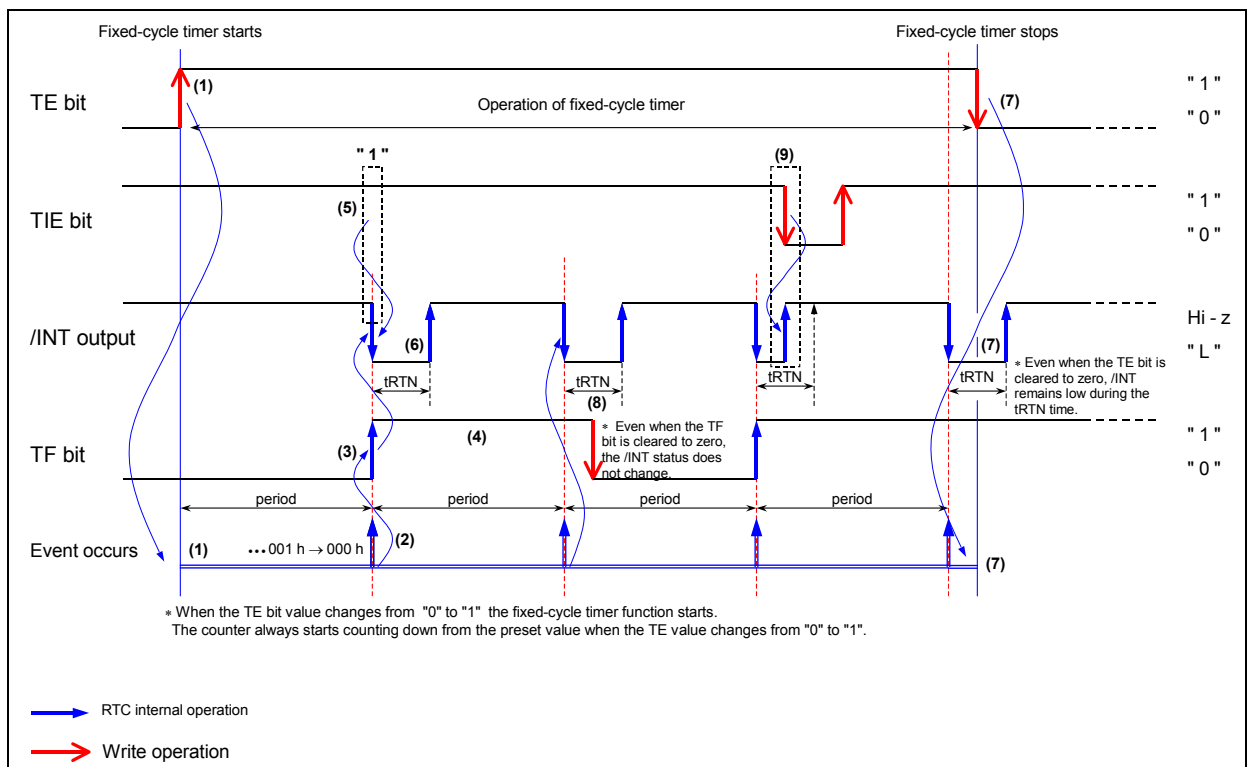 Fixed-cycle timer starts
Fixed-cycle timer stops
TE bit
(1)
Operation of fixed-cycle timer
(7)
" 1 "
" 0 "
" 1 "
(9)
TIE bit
(5)
" 1 "
" 0 "
/INT output
(6)
(7)
Hi - z
" L "
tRTN
tRTN
tRTN
tRTN
∗ Even when the TE bit is
cleared to zero, /INT
remains low during the
tRTN time.
(8)
TF bit
(3)
(4)
∗ Even when the TF
bit is cleared to zero,
the /INT status does
not change.
" 1 "
" 0 "
period
period
period
period
Event occurs
(1)
• • • 001 h → 000 h
(2)
(7)
∗ When the TE bit value changes from "0" to "1" the fixed-cycle timer function starts.
The counter always starts counting down from the preset value when the TE value changes from "0" to "1".
RTC internal operation
Write operation